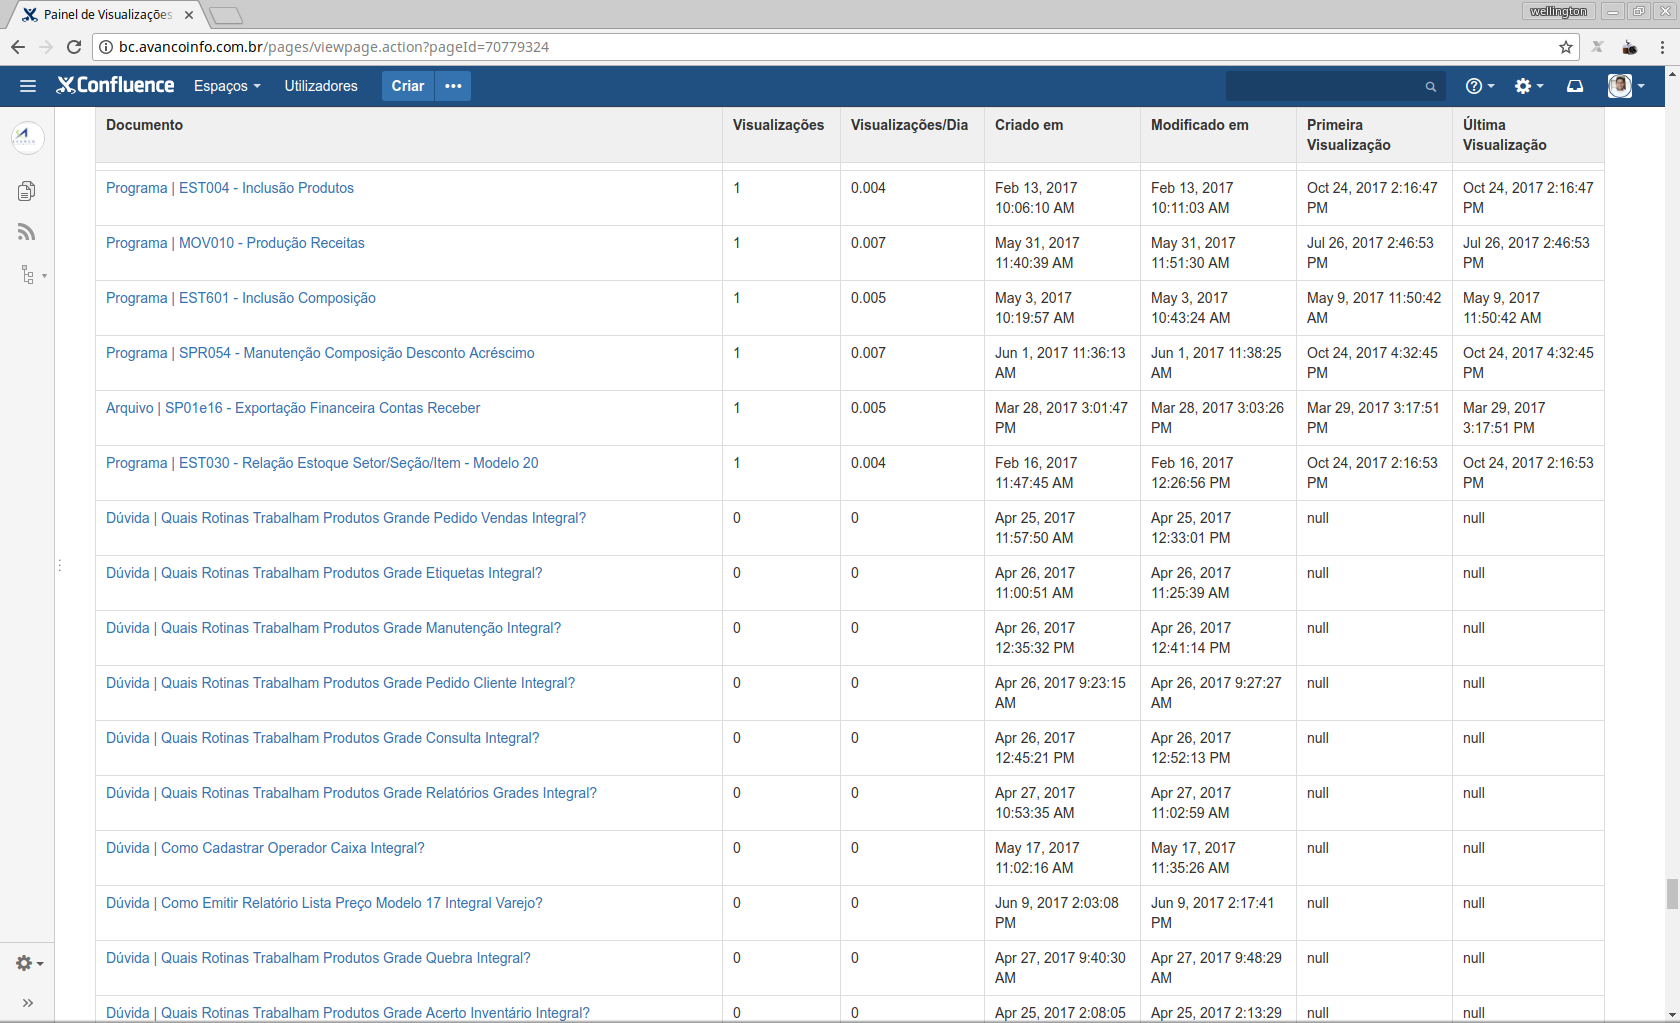 Painel de Visualizações
wellington
bc.avancoinfo.com.br/pages/viewpage.action?pageId=70779324
Confluence Espaços Utilizadores Criar •••
Documento Visualizações Visualizações/Dia Criado em Modificado em Primeira Visualização Última Visualização
Programa | EST004 - Inclusão Produtos 1 0.004 Feb 13, 2017 10:06:10 AM Feb 13, 2017 10:11:03 AM Oct 24, 2017 2:16:47 PM Oct 24, 2017 2:16:47 PM
Programa | MOV010 - Produção Receitas 1 0.007 May 31, 2017 11:40:39 AM May 31, 2017 11:51:30 AM Jul 26, 2017 2:46:53 PM Jul 26, 2017 2:46:53 PM
Programa | EST601 - Inclusão Composição 1 0.005 May 3, 2017 10:19:57 AM May 3, 2017 10:43:24 AM May 9, 2017 11:50:42 AM May 9, 2017 11:50:42 AM
Programa | SPR054 - Manutenção Composição Desconto Acréscimo 1 0.007 Jun 1, 2017 11:36:13 AM Jun 1, 2017 11:38:25 AM Oct 24, 2017 4:32:45 PM Oct 24, 2017 4:32:45 PM
Arquivo | SP01e16 - Exportação Financeira Contas Receber 1 0.005 Mar 28, 2017 3:01:47 PM Mar 28, 2017 3:03:26 PM Mar 29, 2017 3:17:51 PM Mar 29, 2017 3:17:51 PM
Programa | EST030 - Relação Estoque Setor/Seção/Item - Modelo 20 1 0.004 Feb 16, 2017 11:47:45 AM Feb 16, 2017 12:26:56 PM Oct 24, 2017 2:16:53 PM Oct 24, 2017 2:16:53 PM
Dúvida | Quais Rotinas Trabalham Produtos Grande Pedido Vendas Integral? 0 0 Apr 25, 2017 11:57:50 AM Apr 25, 2017 12:33:01 PM null null
Dúvida | Quais Rotinas Trabalham Produtos Grade Etiquetas Integral? 0 0 Apr 26, 2017 11:00:51 AM Apr 26, 2017 11:25:39 AM null null
Dúvida | Quais Rotinas Trabalham Produtos Grade Manutenção Integral? 0 0 Apr 26, 2017 12:35:32 PM Apr 26, 2017 12:41:14 PM null null
Dúvida | Quais Rotinas Trabalham Produtos Grade Pedido Cliente Integral? 0 0 Apr 26, 2017 9:23:15 AM Apr 26, 2017 9:27:27 AM null null
Dúvida | Quais Rotinas Trabalham Produtos Grade Consulta Integral? 0 0 Apr 26, 2017 12:45:21 PM Apr 26, 2017 12:52:13 PM null null
Dúvida | Quais Rotinas Trabalham Produtos Grade Relatórios Grades Integral? 0 0 Apr 27, 2017 10:53:35 AM Apr 27, 2017 11:02:59 AM null null
Dúvida | Como Cadastrar Operador Caixa Integral? 0 0 May 17, 2017 11:02:16 AM May 17, 2017 11:35:26 AM null null
Dúvida | Como Emitir Relatório Lista Preço Modelo 17 Integral Varejo? 0 0 Jun 9, 2017 2:03:08 PM Jun 9, 2017 2:17:41 PM null null
Dúvida | Quais Rotinas Trabalham Produtos Grade Quebra Integral? 0 0 Apr 27, 2017 9:40:30 AM Apr 27, 2017 9:48:29 AM null null
Dúvida | Quais Rotinas Trabalham Produtos Grade Acerto Inventário Integral? 0 0 Apr 25, 2017 2:08:05 Apr 25, 2017 2:13:29 null null